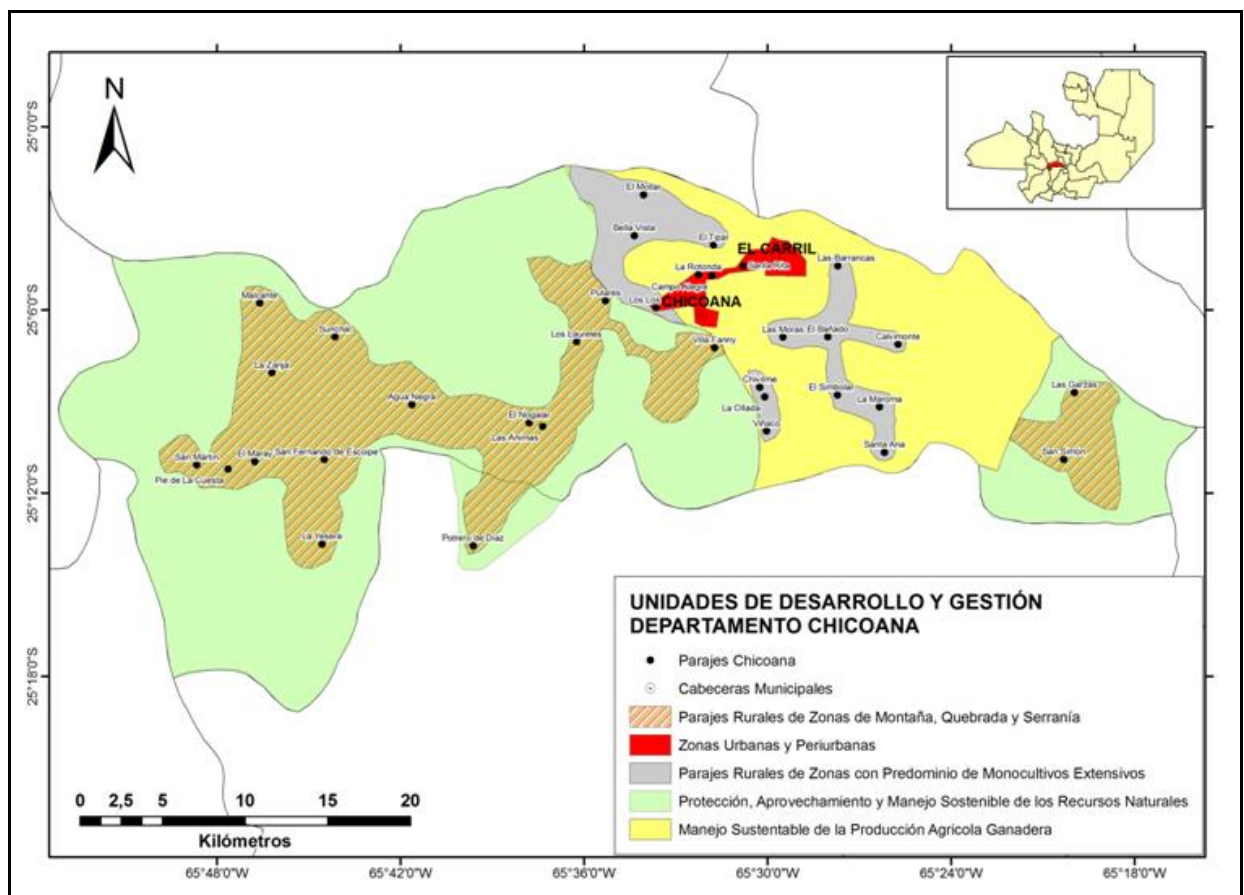 N
25°0'0"S
25°6'0"S
25°12'0"S
25°18'0"S
El Mollar
Bella Vista
El Tipal
EL CARRIL
Las Barrancas
La Rotonda
Santa Rita
Campo Alegre
Pulares
Los Los
CHICOANA
Malcante
Sunchal
Los Laureles
Villa Fanny
Las Moras
El Bañado
Calvimonte
La Zanja
Agua Negra
Chivilme
El Simbolar
La Maroma
Las Garzas
La Ollada
El Nogalar
Las Animas
Viñaco
Santa Ana
San Martín
El Maray
San Fernando de Escoipe
San Simón
Pie de La Cuesta
La Yesera
Potrero de Díaz
UNIDADES DE DESARROLLO Y GESTIÓN
DEPARTAMENTO CHICOANA
Parajes Chicoana
Cabeceras Municipales
Parajes Rurales de Zonas de Montaña, Quebrada y Serranía
Zonas Urbanas y Periurbanas
Parajes Rurales de Zonas con Predominio de Monocultivos Extensivos
Protección, Aprovechamiento y Manejo Sostenible de los Recursos Naturales
Manejo Sustentable de la Producción Agricola Ganadera
0 2,5 5 10 15 20
Kilómetros
65°48'0"W 65°42'0"W 65°36'0"W 65°30'0"W 65°24'0"W 65°18'0"W